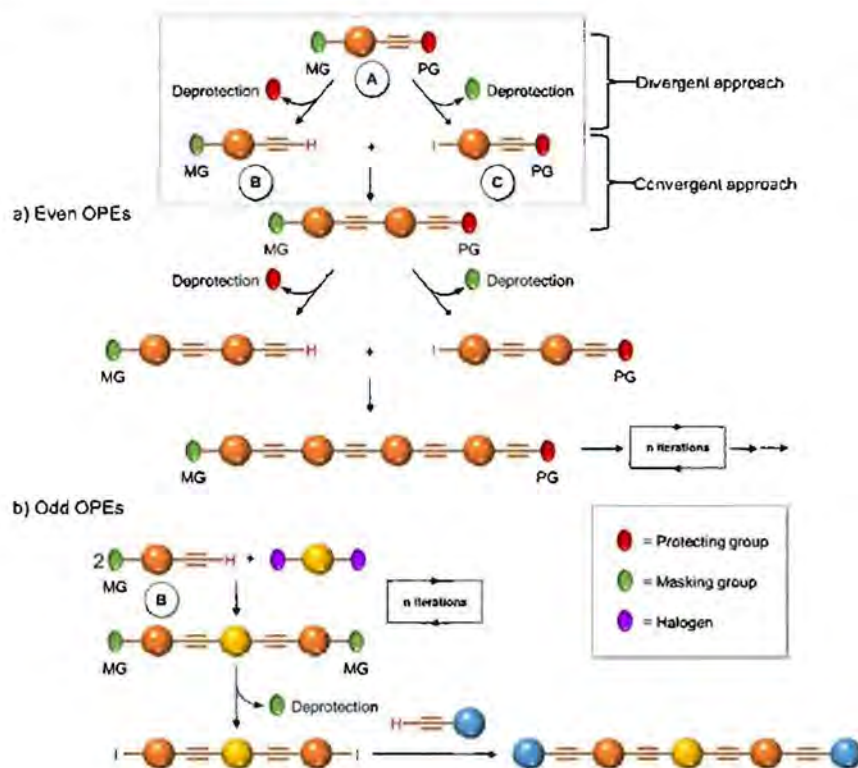 MG PG
A
Deprotection Deprotection
Divergent approach
H + I
MG PG
B C
Convergent approach
a) Even OPEs
MG PG
Deprotection Deprotection
H + I
MG PG
MG PG
n iterations
b) Odd OPEs
2 H +
MG
B
n iterations
MG MG
Deprotection
H
I I
= Protecting group
= Masking group
= Halogen